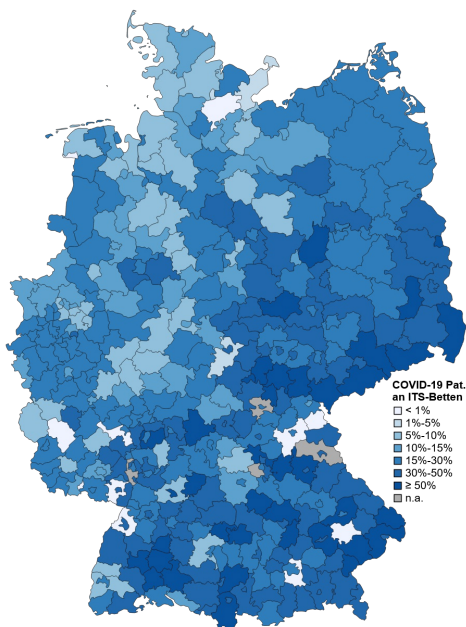 COVID-19 Pat.
an ITS-Betten
< 1%
1%-5%
5%-10%
10%-15%
15%-30%
30%-50%
≥ 50%
n.a.